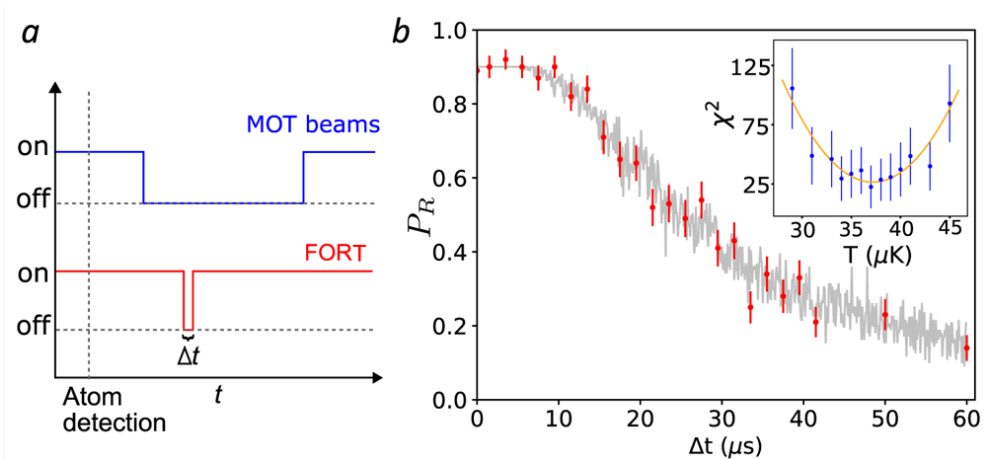 a
on
MOT beams
off
on
FORT
off
Δt
Atom
detection
t
b
1.0
0.8
0.6
0.4
0.2
0.0
P_R
0
10
20
30
40
50
60
Δt (μs)
125
75
25
χ²
30
35
40
45
T (μK)